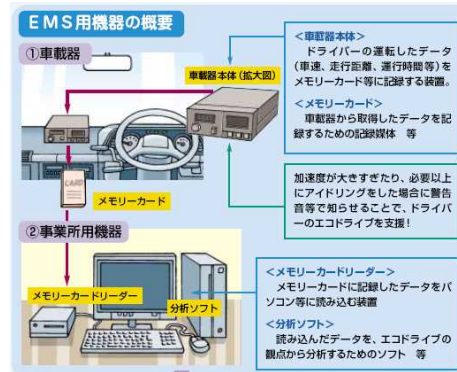 EMS用機器の概要
①車載器
車載器本体(拡大図)
<車載器本体>
ドライバーの運転したデータ
(車速、走行距離、運行時間等)を
メモリーカード等に記録する装置。
<メモリーカード>
車載器から取得したデータを記
録するための記録媒体 等
CARD
メモリーカード
加速度が大きすぎたり、必要以上
にアイドリングをした場合に警告
音等で知らせることで、ドライバ
ーのエコドライブを支援!
②事業所用機器
メモリーカードリーダー
分析ソフト
<メモリーカードリーダー>
メモリーカードに記録したデータをパ
ソコン等に読み込む装置
<分析ソフト>
読み込んだデータを、エコドライブの
観点から分析するためのソフト 等